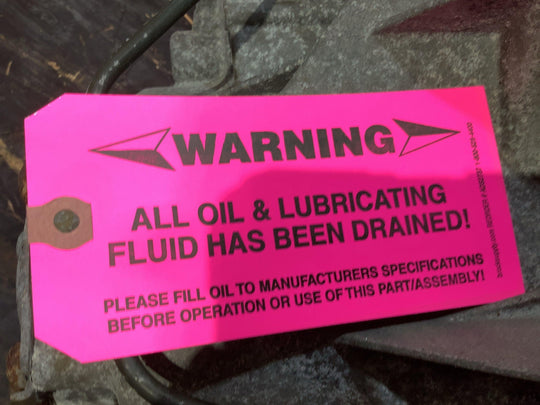 WARNING
ALL OIL & LUBRICATING
FLUID HAS BEEN DRAINED!
PLEASE FILL OIL TO MANUFACTURERS SPECIFICATIONS
BEFORE OPERATION OR USE OF THIS PART/ASSEMBLY!